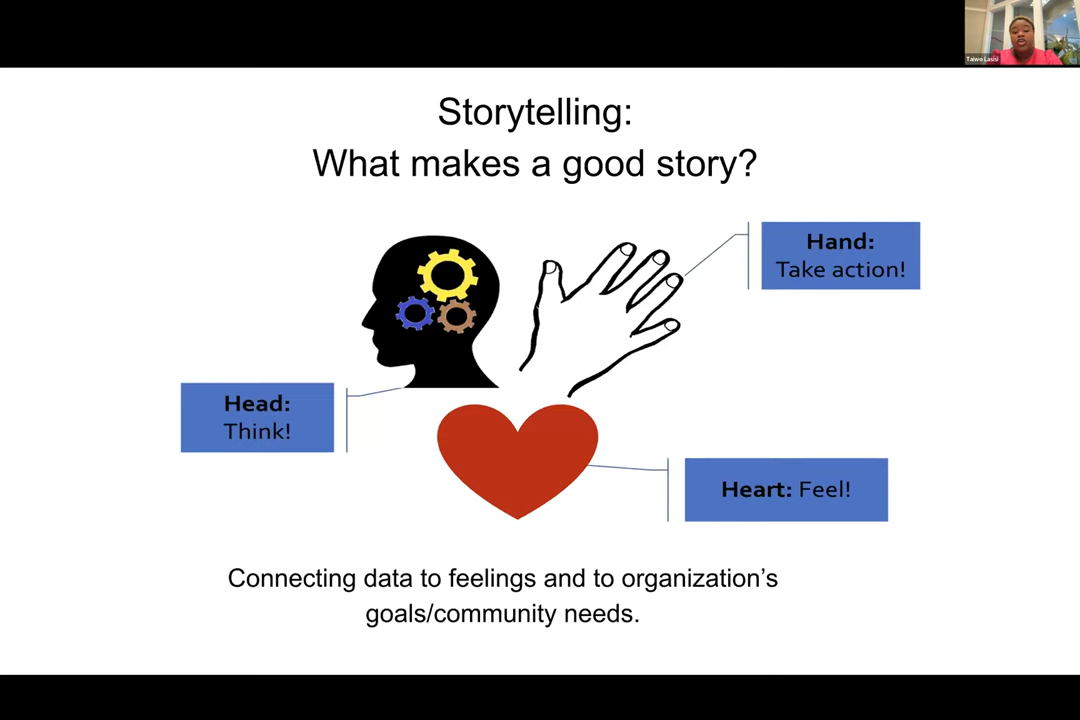 Taiwo Lasisi
Storytelling:
What makes a good story?
Hand:
Take action!
Head:
Think!
Heart: Feel!
Connecting data to feelings and to organization’s
goals/community needs.